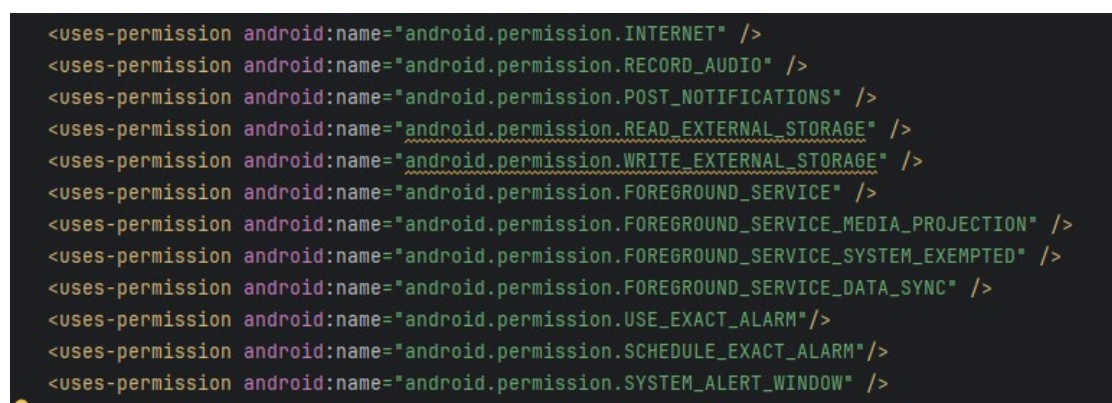 <uses-permission android:name="android.permission.INTERNET" />
<uses-permission android:name="android.permission.RECORD_AUDIO" />
<uses-permission android:name="android.permission.POST_NOTIFICATIONS" />
<uses-permission android:name="android.permission.READ_EXTERNAL_STORAGE" />
<uses-permission android:name="android.permission.WRITE_EXTERNAL_STORAGE" />
<uses-permission android:name="android.permission.FOREGROUND_SERVICE" />
<uses-permission android:name="android.permission.FOREGROUND_SERVICE_MEDIA_PROJECTION" />
<uses-permission android:name="android.permission.FOREGROUND_SERVICE_SYSTEM_EXEMPTED" />
<uses-permission android:name="android.permission.FOREGROUND_SERVICE_DATA_SYNC" />
<uses-permission android:name="android.permission.USE_EXACT_ALARM"/>
<uses-permission android:name="android.permission.SCHEDULE_EXACT_ALARM"/>
<uses-permission android:name="android.permission.SYSTEM_ALERT_WINDOW" />